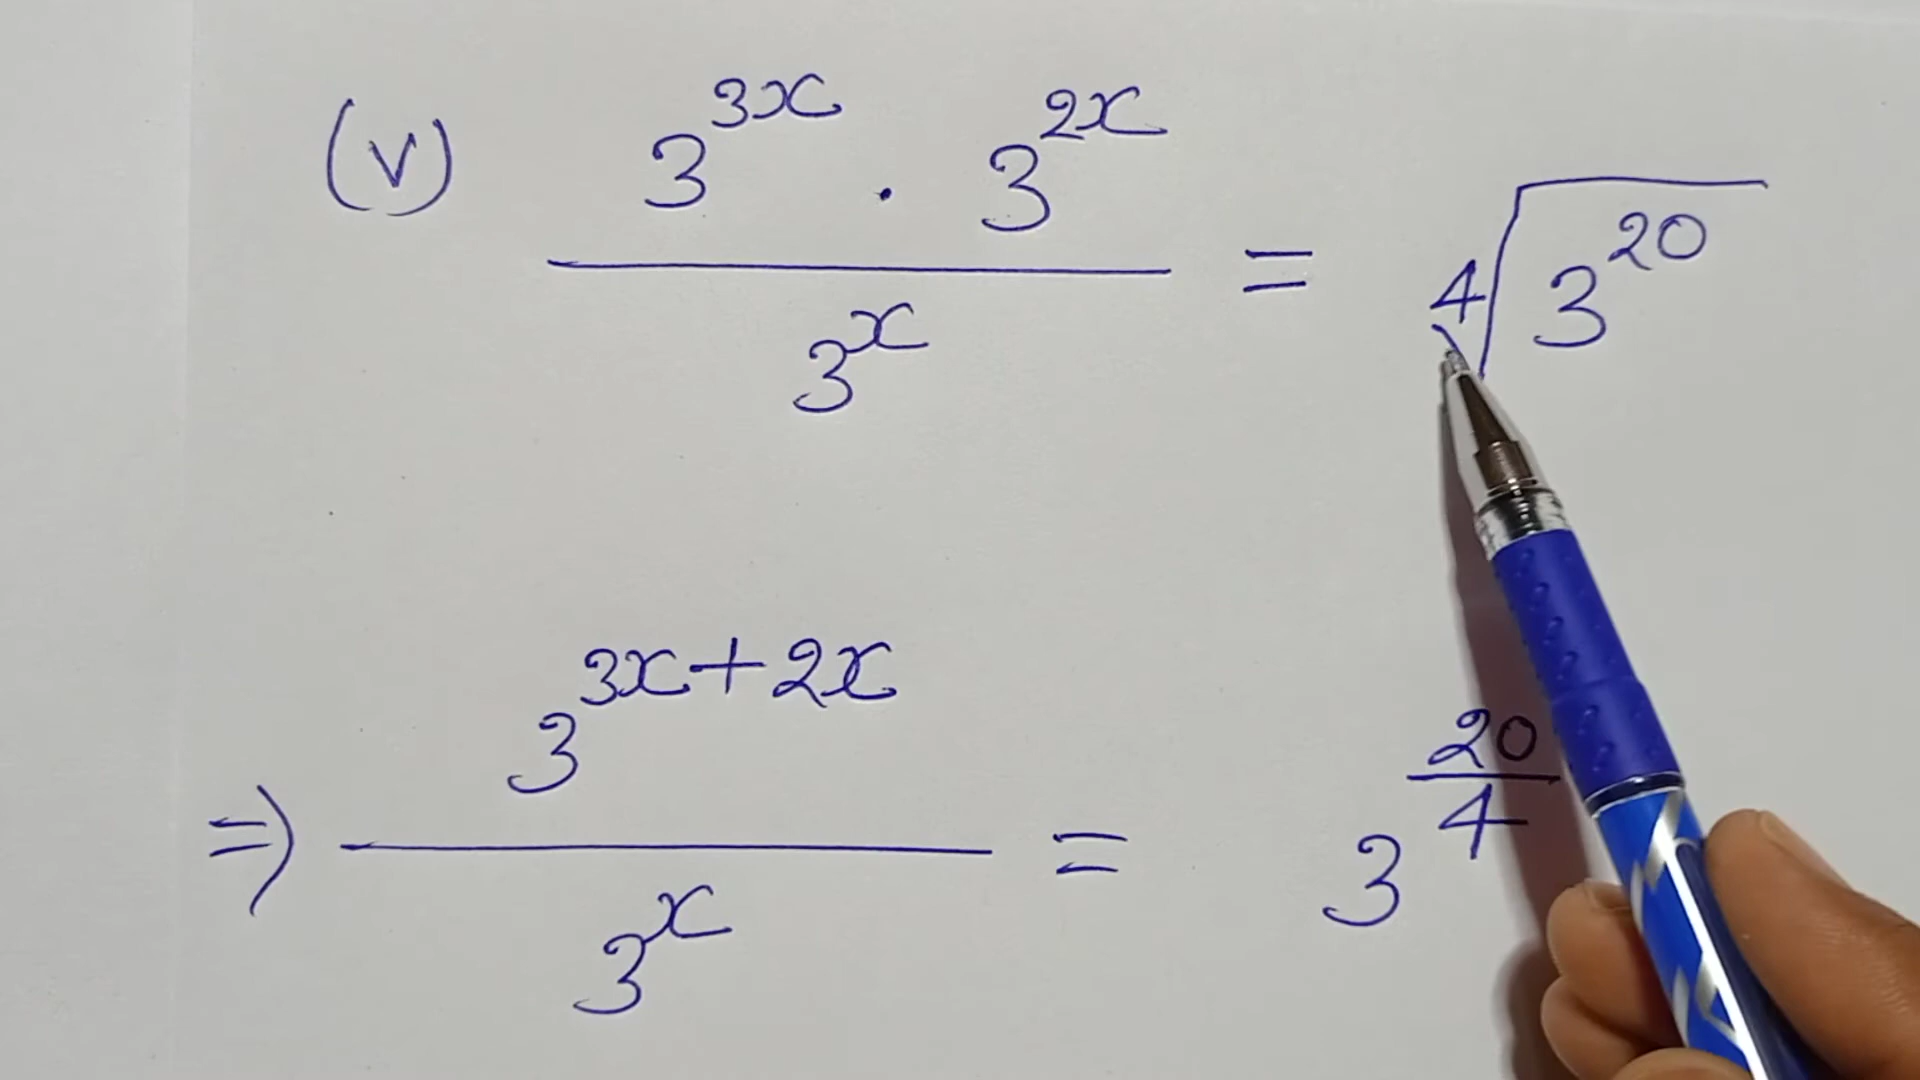 (v) 3^{3x} . 3^{2x} / 3^{x} = ⁴√(3^{20})
⇒ 3^{3x+2x} / 3^{x} = 3^{20/4}